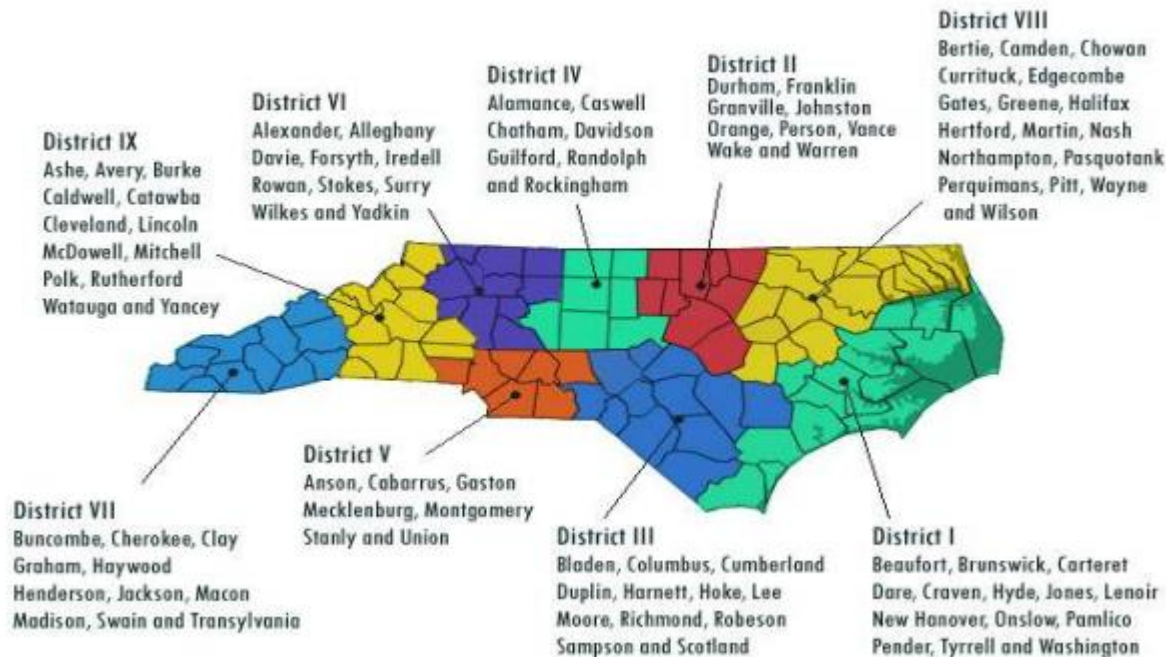 District VIII
Bertie, Camden, Chowan
Currituck, Edgecombe
Gates, Greene, Halifax
Hertford, Martin, Nash
Northampton, Pasquotank
Perquimans, Pitt, Wayne
and Wilson
District II
Durham, Franklin
Granville, Johnston
Orange, Person, Vance
Wake and Warren
District IV
Alamance, Caswell
Chatham, Davidson
Guilford, Randolph
and Rockingham
District VI
Alexander, Alleghany
Davie, Forsyth, Iredell
Rowan, Stokes, Surry
Wilkes and Yadkin
District IX
Ashe, Avery, Burke
Caldwell, Catawba
Cleveland, Lincoln
McDowell, Mitchell
Polk, Rutherford
Watauga and Yancey
District V
Anson, Cabarrus, Gaston
Mecklenburg, Montgomery
Stanly and Union
District VII
Buncombe, Cherokee, Clay
Graham, Haywood
Henderson, Jackson, Macon
Madison, Swain and Transylvania
District III
Bladen, Columbus, Cumberland
Duplin, Harnett, Hoke, Lee
Moore, Richmond, Robeson
Sampson and Scotland
District I
Beaufort, Brunswick, Carteret
Dare, Craven, Hyde, Jones, Lenoir
New Hanover, Onslow, Pamlico
Pender, Tyrrell and Washington